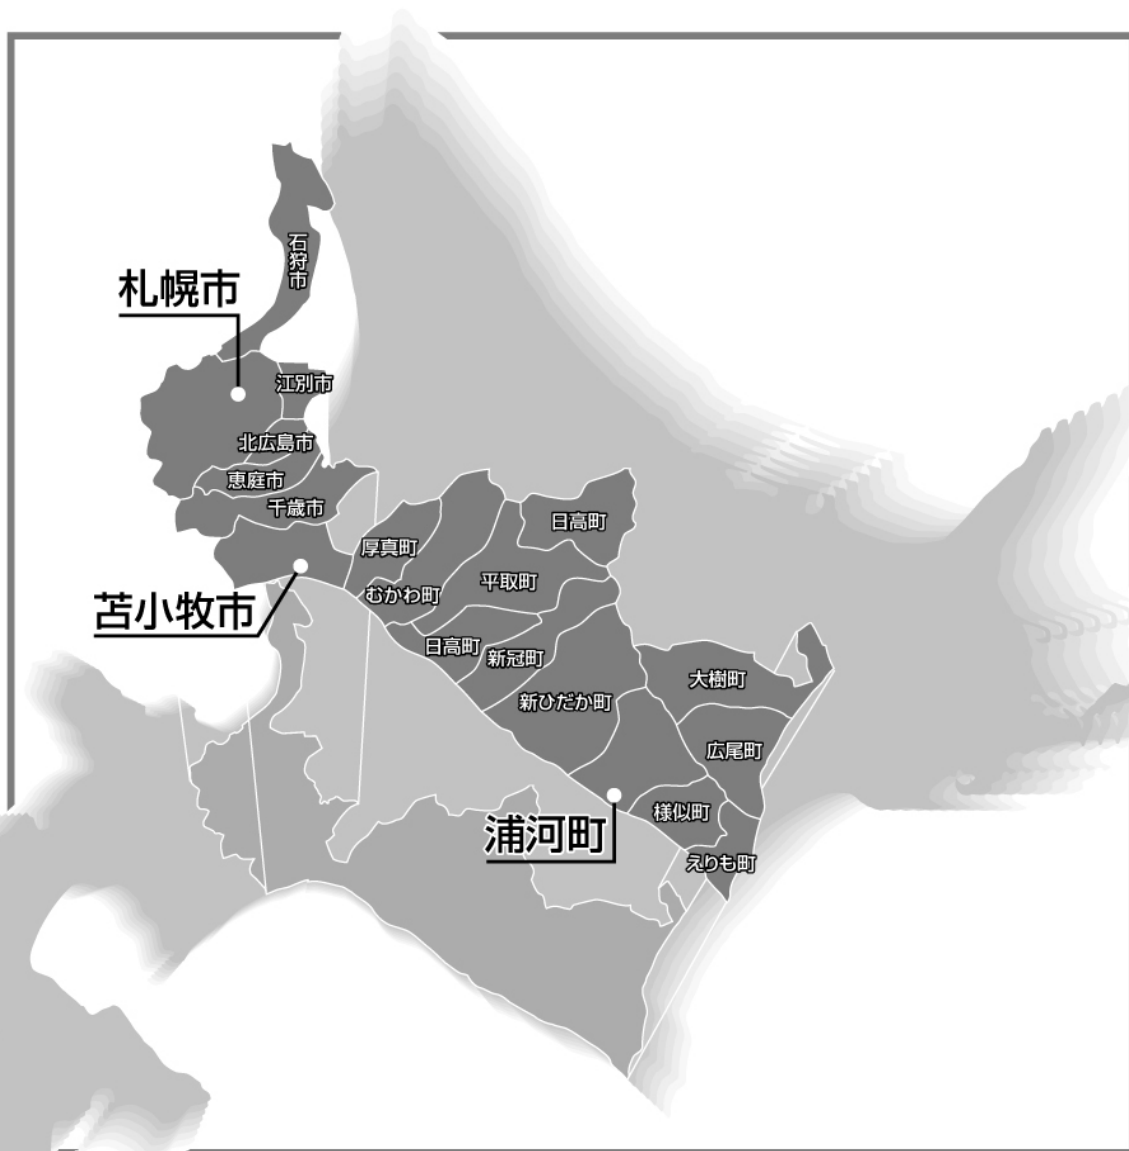 石狩市
札幌市
江別市
北広島市
恵庭市
千歳市
日高町
厚真町
平取町
むかわ町
苫小牧市
日高町
新冠町
大樹町
新ひだか町
広尾町
様似町
浦河町
えりも町